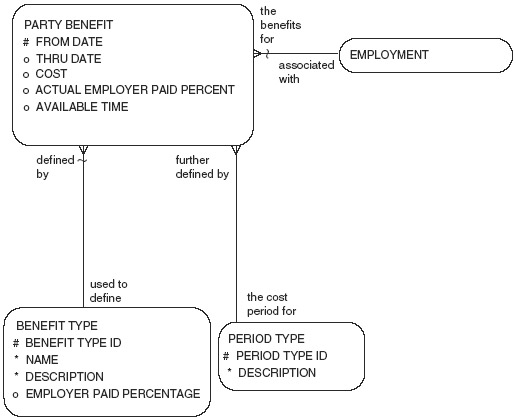 PARTY BENEFIT
# FROM DATE
o THRU DATE
o COST
o ACTUAL EMPLOYER PAID PERCENT
o AVAILABLE TIME
the
benefits
for
associated
with
EMPLOYMENT
defined
by
further
defined by
used to
define
the cost
period for
BENEFIT TYPE
# BENEFIT TYPE ID
* NAME
* DESCRIPTION
o EMPLOYER PAID PERCENTAGE
PERIOD TYPE
# PERIOD TYPE ID
* DESCRIPTION